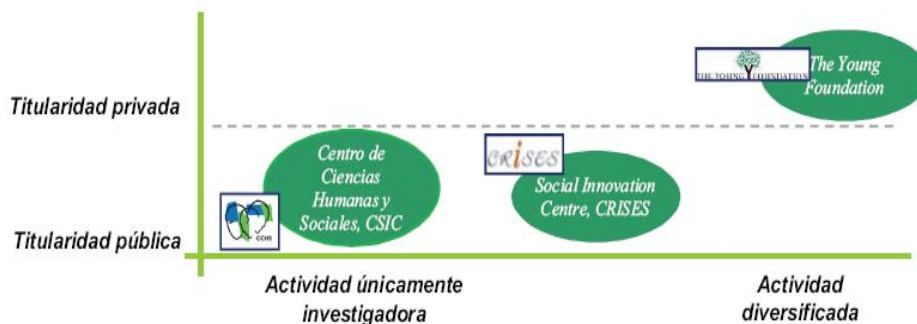 Titularidad privada
THE YOUNG FOUNDATION
The Young
Foundation
Centro de
Ciencias
Humanas y
Sociales, CSIC
CCHS
CRiSES
Social Innovation
Centre, CRISES
Titularidad pública
Actividad únicamente
investigadora
Actividad
diversificada